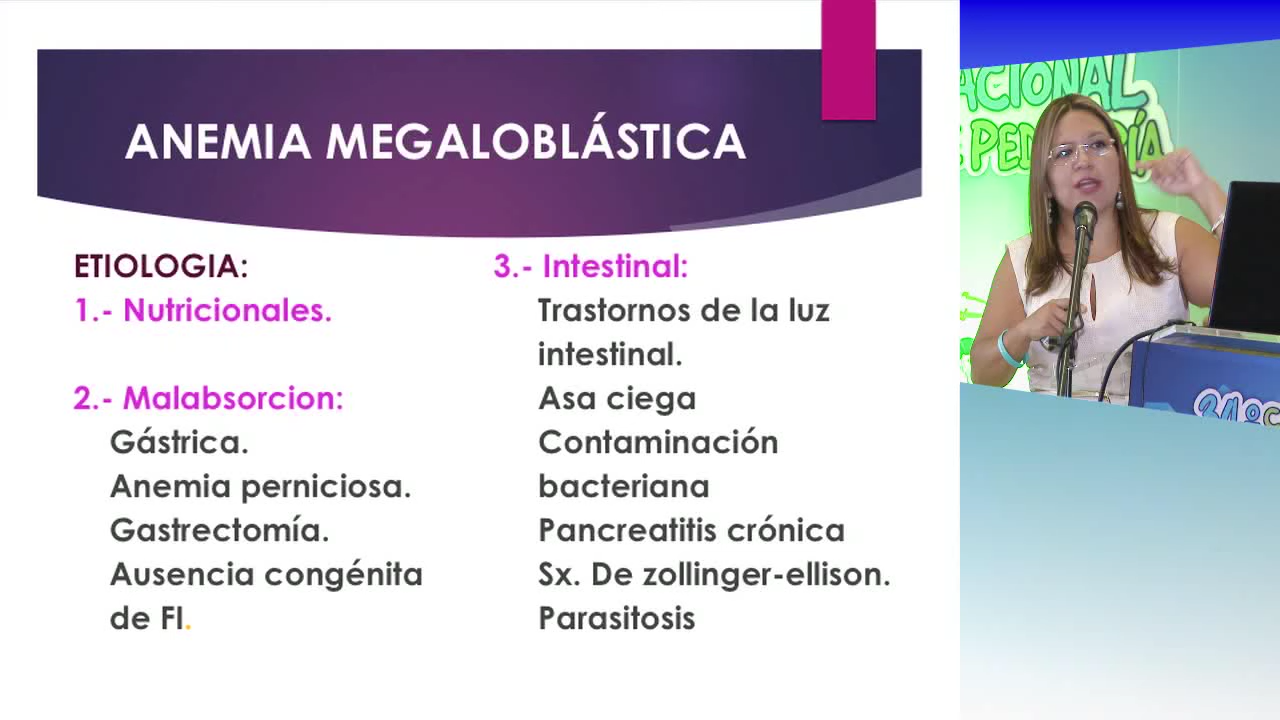 ANEMIA MEGALOBLÁSTICA
ETIOLOGIA:
1.- Nutricionales.
2.- Malabsorcion:
Gástrica.
Anemia perniciosa.
Gastrectomía.
Ausencia congénita
de FI.
3.- Intestinal:
Trastornos de la luz
intestinal.
Asa ciega
Contaminación
bacteriana
Pancreatitis crónica
Sx. De zollinger-ellison.
Parasitosis